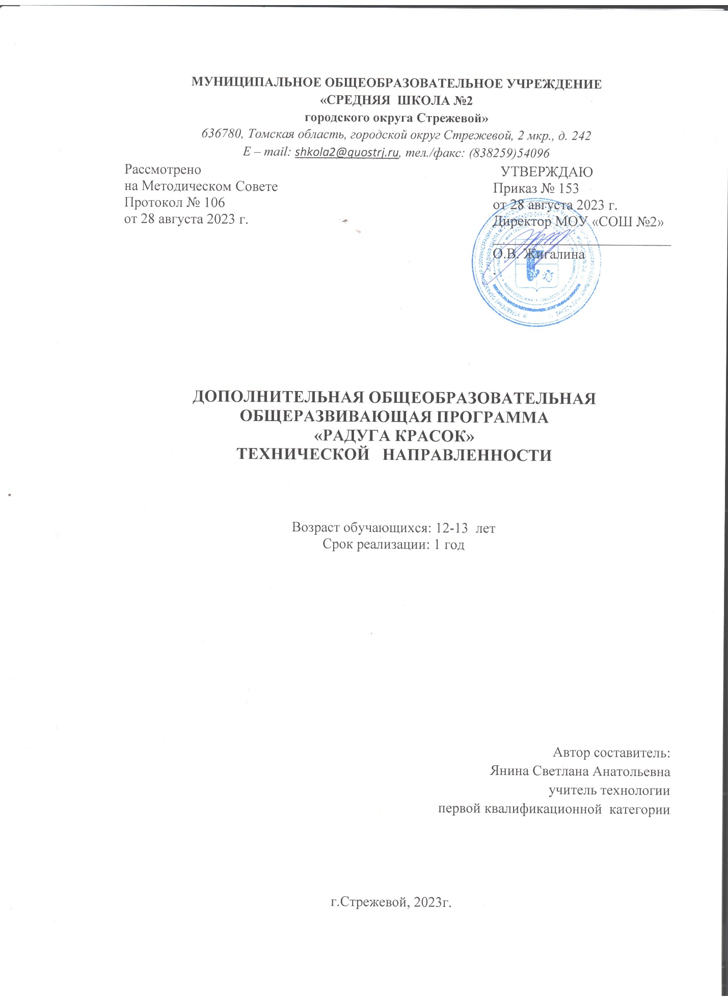 МУНИЦИПАЛЬНОЕ ОБЩЕОБРАЗОВАТЕЛЬНОЕ УЧРЕЖДЕНИЕ
«СРЕДНЯЯ ШКОЛА №2
городского округа Стрежевой»
636780, Томская область, городской округ Стрежевой, 2 мкр., д. 242
E – mail: shkola2@guostrj.ru, тел./факс: (838259)54096
Рассмотрено
на Методическом Совете
Протокол № 106
от 28 августа 2023 г.
УТВЕРЖДАЮ
Приказ № 153
от 28 августа 2023 г.
Директор МОУ «СОШ №2»
О.В. Жигалина
.
ДОПОЛНИТЕЛЬНАЯ ОБЩЕОБРАЗОВАТЕЛЬНАЯ
ОБЩЕРАЗВИВАЮЩАЯ ПРОГРАММА
«РАДУГА КРАСОК»
ТЕХНИЧЕСКОЙ НАПРАВЛЕННОСТИ
Возраст обучающихся: 12-13 лет
Срок реализации: 1 год
Автор составитель:
Янина Светлана Анатольевна
учитель технологии
первой квалификационной категории
г.Стрежевой, 2023г.